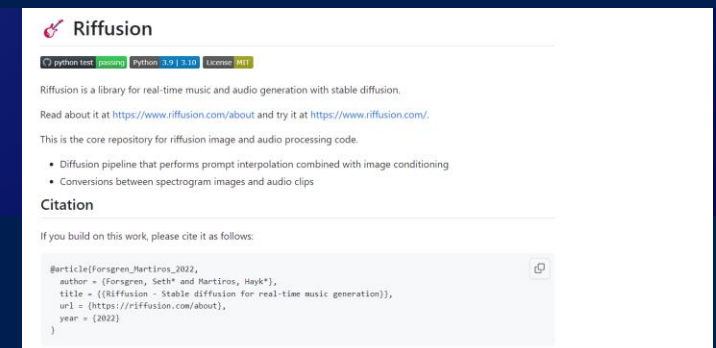 Riffusion
python test passing Python 3.9 | 3.10 License MIT
Riffusion is a library for real-time music and audio generation with stable diffusion.
Read about it at https://www.riffusion.com/about and try it at https://www.riffusion.com/.
This is the core repository for riffusion image and audio processing code.
• Diffusion pipeline that performs prompt interpolation combined with image conditioning
• Conversions between spectrogram images and audio clips
Citation
If you build on this work, please cite it as follows:
@article{Forsgren_Martiros_2022,
author = {Forsgren, Seth* and Martiros, Hayk*},
title = {{Riffusion - Stable diffusion for real-time music generation}},
url = {https://riffusion.com/about},
year = {2022}
}